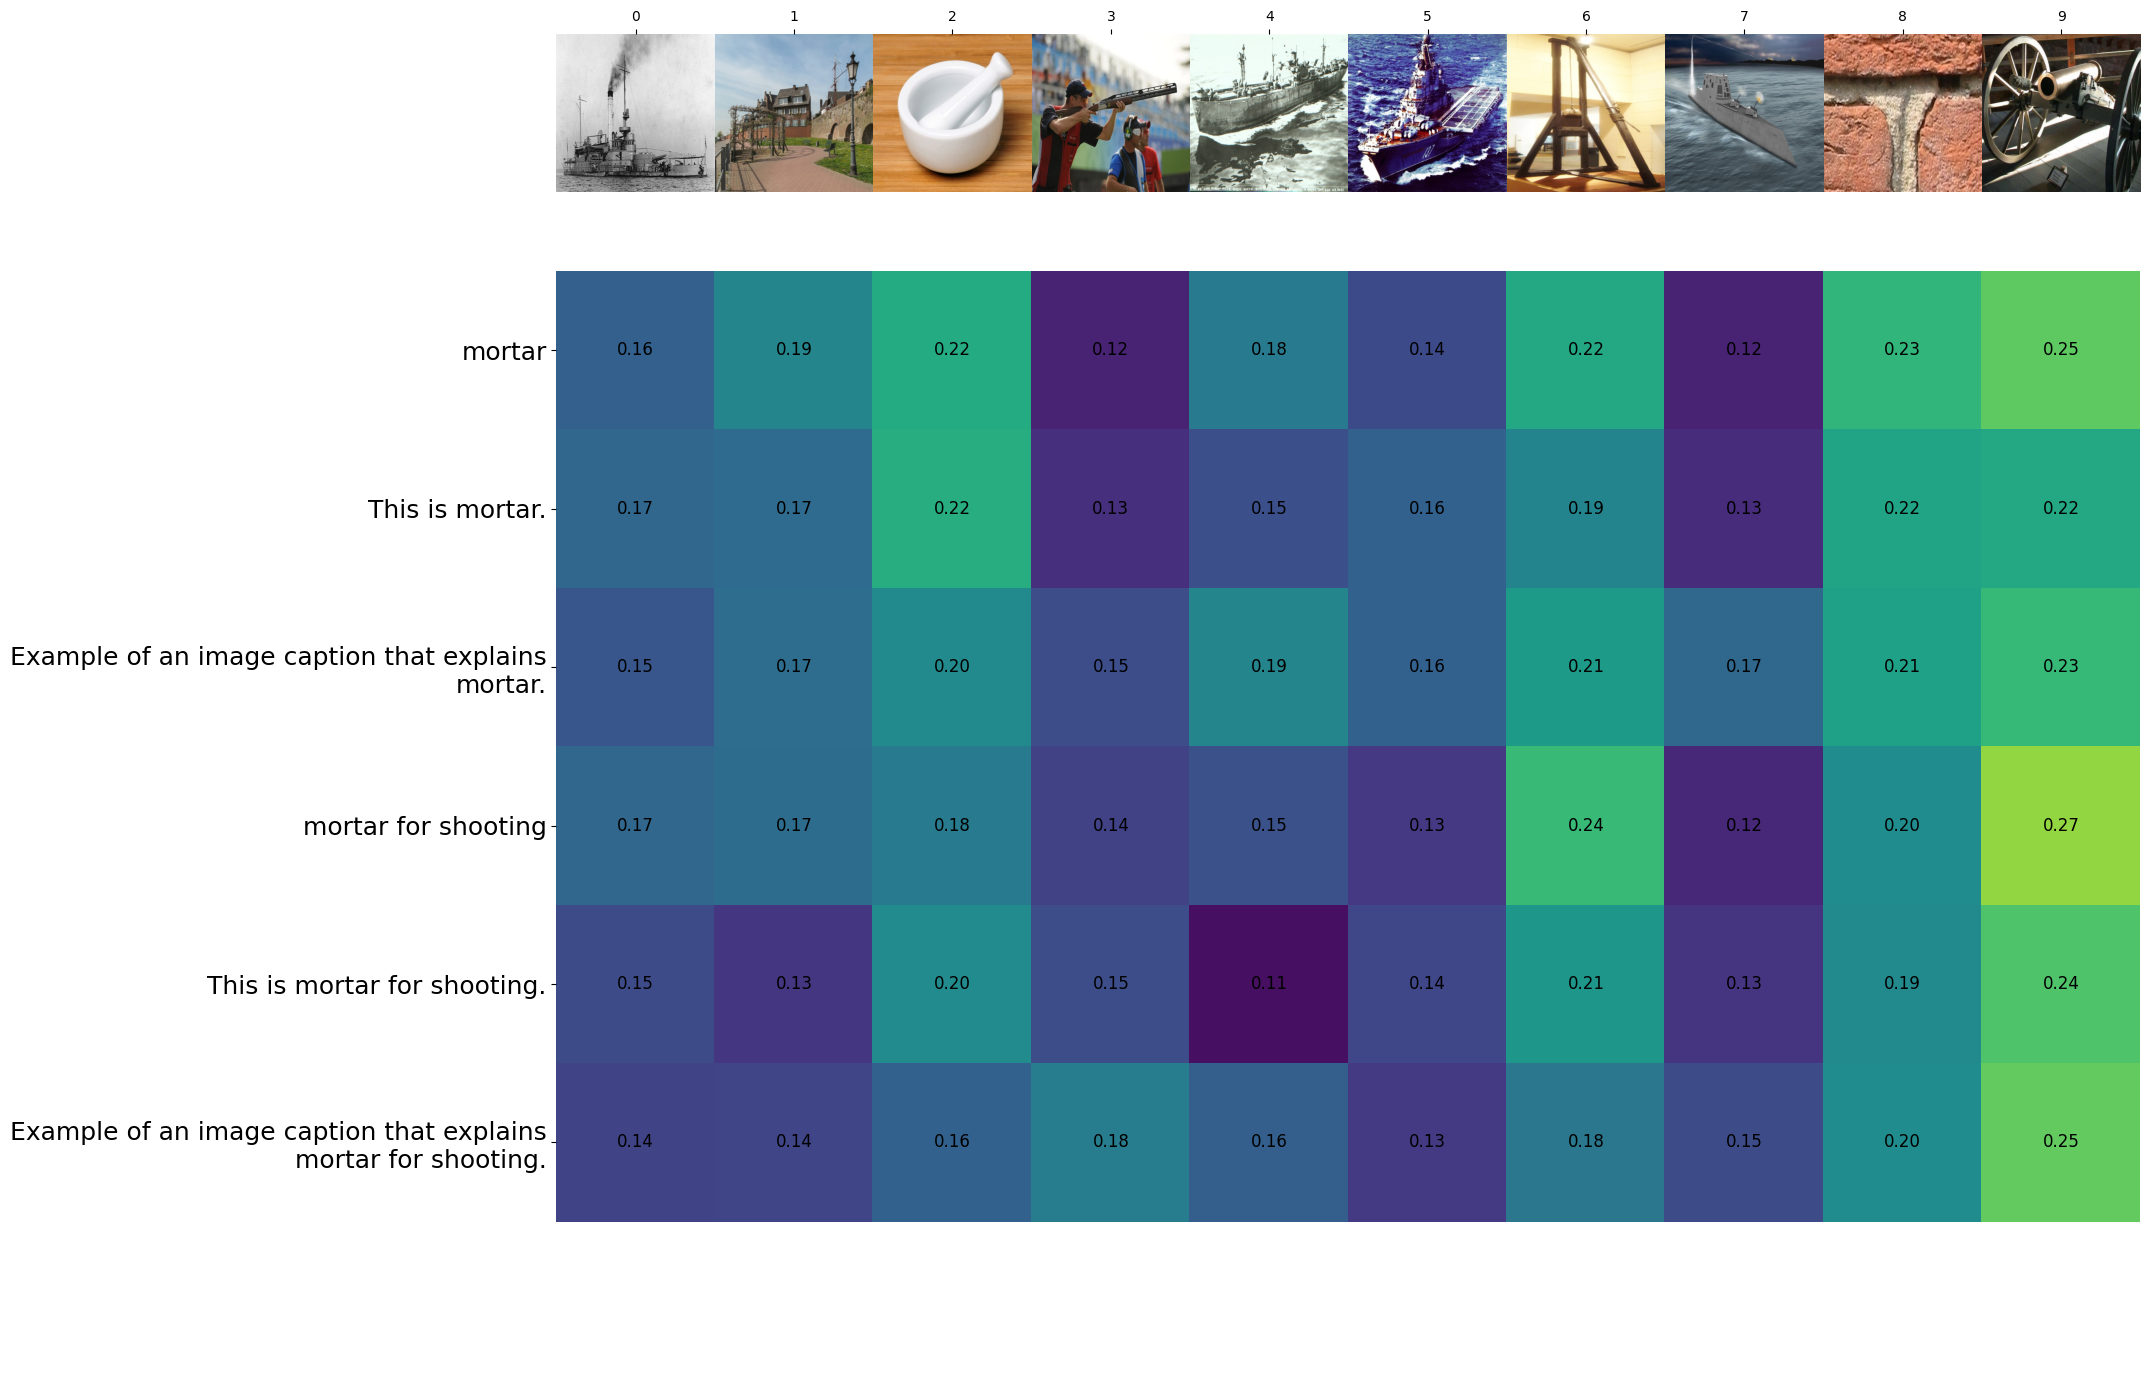 0 1 2 3 4 5 6 7 8 9
mortar 0.16 0.19 0.22 0.12 0.18 0.14 0.22 0.12 0.23 0.25
This is mortar. 0.17 0.17 0.22 0.13 0.15 0.16 0.19 0.13 0.22 0.22
Example of an image caption that explains
mortar. 0.15 0.17 0.20 0.15 0.19 0.16 0.21 0.17 0.21 0.23
mortar for shooting 0.17 0.17 0.18 0.14 0.15 0.13 0.24 0.12 0.20 0.27
This is mortar for shooting. 0.15 0.13 0.20 0.15 0.11 0.14 0.21 0.13 0.19 0.24
Example of an image caption that explains
mortar for shooting. 0.14 0.14 0.16 0.18 0.16 0.13 0.18 0.15 0.20 0.25